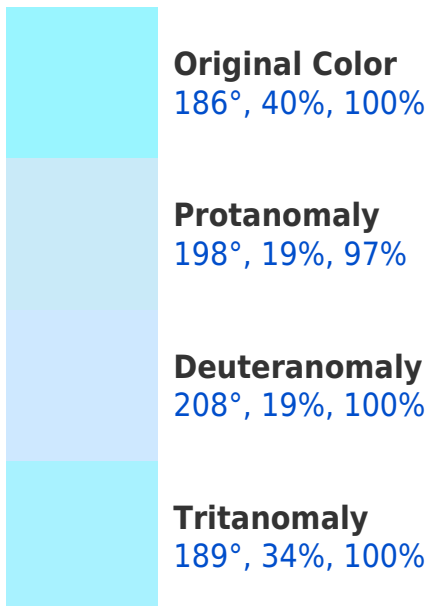 Original Color
186°, 40%, 100%
Protanomaly
198°, 19%, 97%
Deuteranomaly
208°, 19%, 100%
Tritanomaly
189°, 34%, 100%